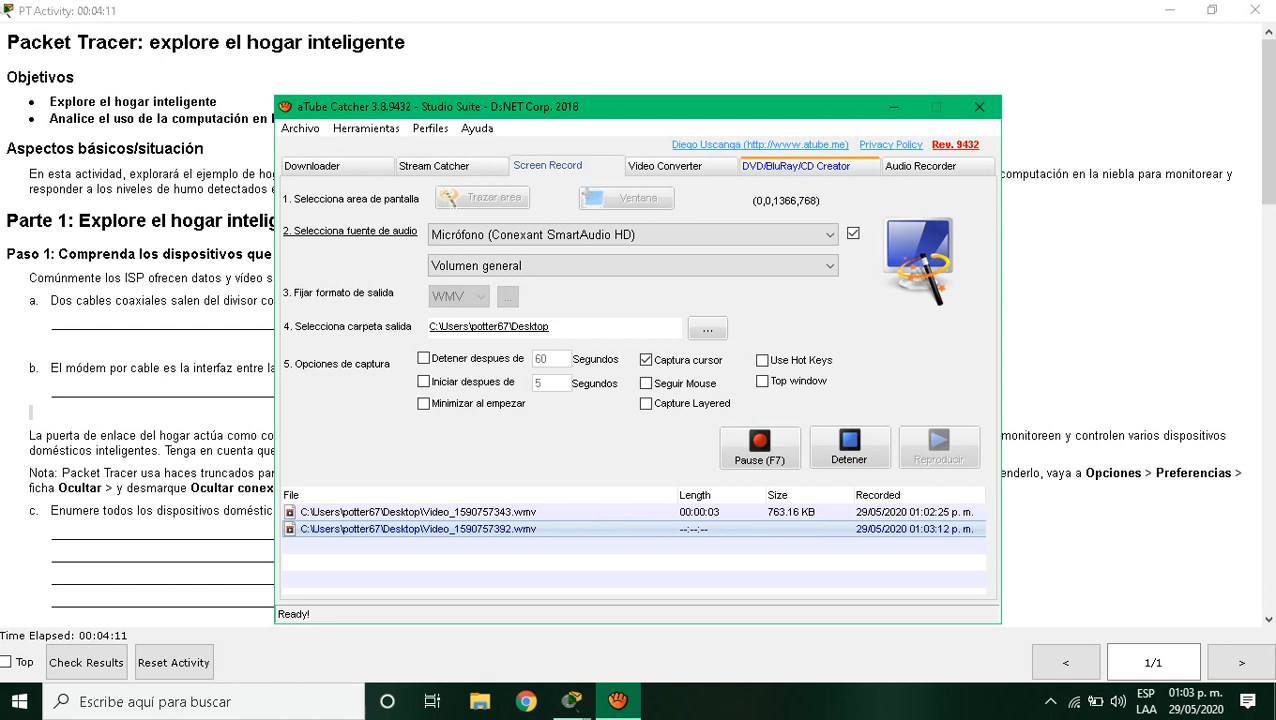 PT Activity: 00:04:11
Packet Tracer: explore el hogar inteligente
Objetivos
Explore el hogar inteligente
Analice el uso de la computación en l
Aspectos básicos/situación
En esta actividad, explorará el ejemplo de ho
computación en la niebla para monitorear y
responder a los niveles de humo detectados e
Parte 1: Explore el hogar intelig
Paso 1: Comprenda los dispositivos que
Comúnmente los ISP ofrecen datos y vídeo s
a. Dos cables coaxiales salen del divisor co
b. El módem por cable es la interfaz entre la
La puerta de enlace del hogar actúa como co
monitoreen y controlen varios dispositivos
domésticos inteligentes. Tenga en cuenta que
Nota: Packet Tracer usa haces truncados par
enderlo, vaya a Opciones > Preferencias >
ficha Ocultar > y desmarque Ocultar conex
c. Enumere todos los dispositivos doméstic
aTube Catcher 3.8.9432 - Studio Suite - DsNET Corp. 2018
Archivo Herramientas Perfiles Ayuda
Diego Uscanga (http://www.atube.me) Privacy Policy Rev. 9432
Downloader Stream Catcher Screen Record Video Converter DVD/BluRay/CD Creator Audio Recorder
1. Selecciona area de pantalla Trazar area Ventana (0,0,1366,768)
2. Selecciona fuente de audio Micrófono (Conexant SmartAudio HD)
Volumen general
3. Fijar formato de salida WMV ...
4. Selecciona carpeta salida C:\Users\potter67\Desktop ...
5. Opciones de captura Detener despues de 60 Segundos Captura cursor Use Hot Keys
Iniciar despues de 5 Segundos Seguir Mouse Top window
Minimizar al empezar Capture Layered
Pause (F7) Detener Reproducir
File Length Size Recorded
C:\Users\potter67\Desktop\Video_1590757343.wmv 00:00:03 763.16 KB 29/05/2020 01:02:25 p. m.
C:\Users\potter67\Desktop\Video_1590757392.wmv --:--:-- 29/05/2020 01:03:12 p. m.
Ready!
Time Elapsed: 00:04:11
Top Check Results Reset Activity < 1/1 >
Escribe aquí para buscar
ESP 01:03 p. m.
LAA 29/05/2020